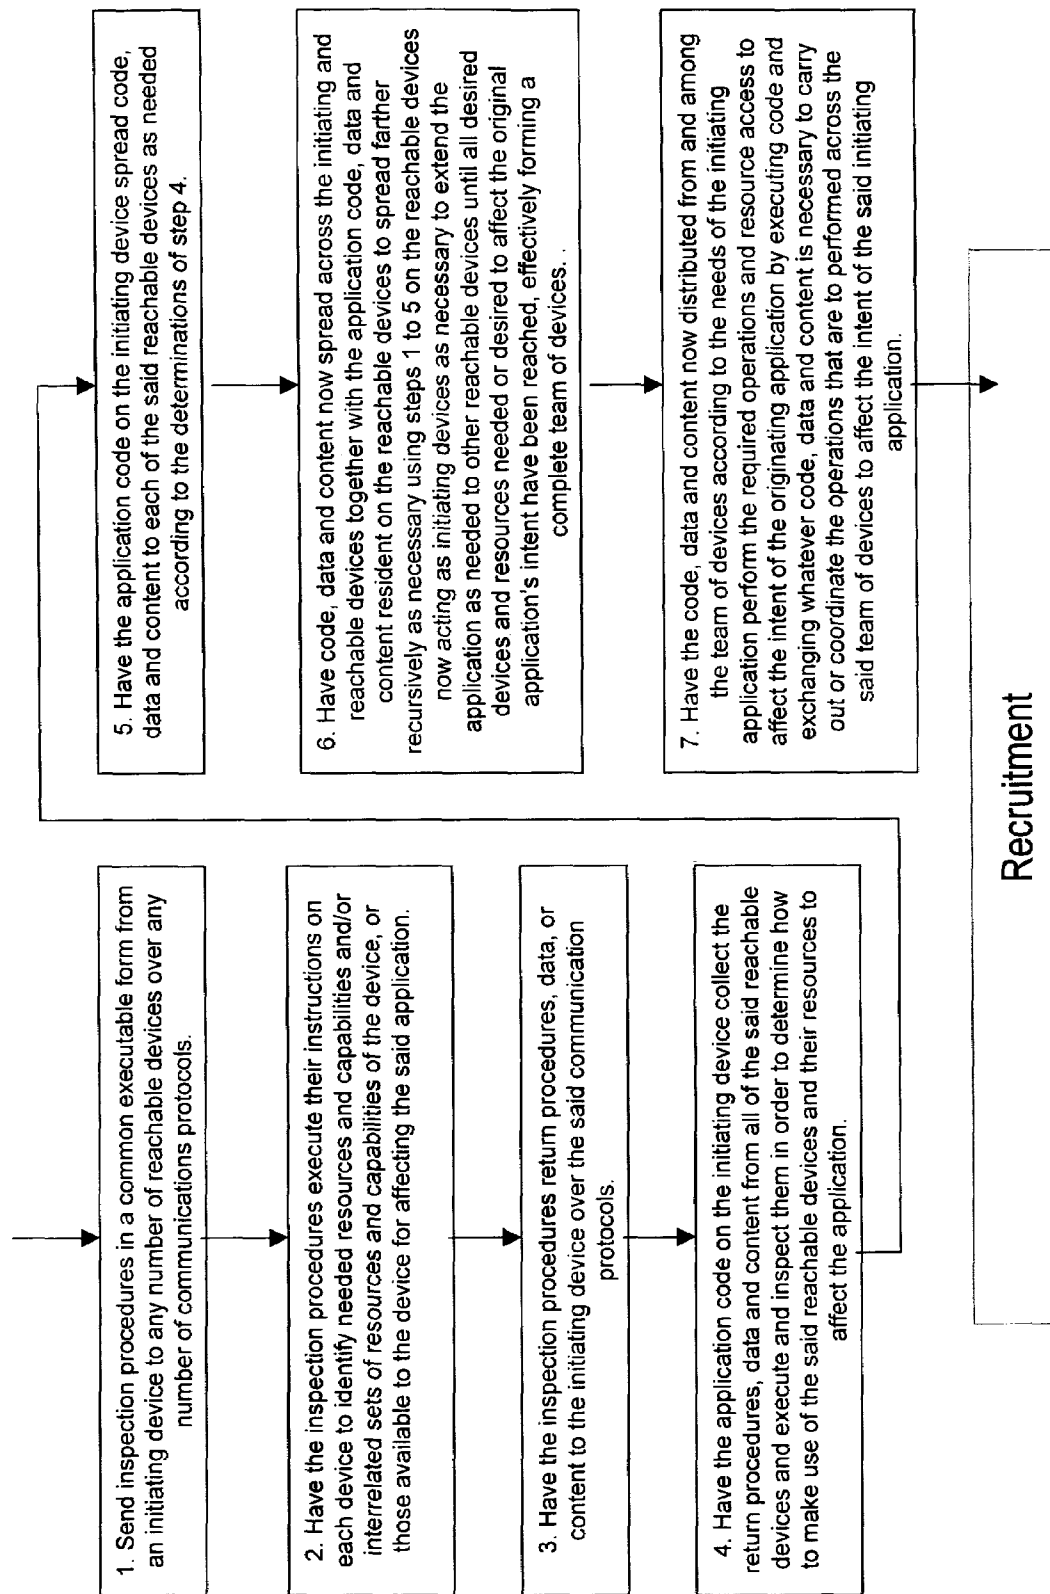 1. Send inspection procedures in a common executable form from
an initiating device to any number of reachable devices over any
number of communications protocols.
2. Have the inspection procedures execute their instructions on
each device to identify needed resources and capabilities and/or
interrelated sets of resources and capabilities of the device, or
those available to the device for affecting the said application.
3. Have the inspection procedures return procedures, data, or
content to the initiating device over the said communication
protocols.
4. Have the application code on the initiating device collect the
return procedures, data and content from all of the said reachable
devices and execute and inspect them in order to determine how
to make use of the said reachable devices and their resources to
affect the application.
5. Have the application code on the initiating device spread code,
data and content to each of the said reachable devices as needed
according to the determinations of step 4.
6. Have code, data and content now spread across the initiating and
reachable devices together with the application code, data and
content resident on the reachable devices to spread farther
recursively as necessary using steps 1 to 5 on the reachable devices
now acting as initiating devices as necessary to extend the
application as needed to other reachable devices until all desired
devices and resources needed or desired to affect the original
application's intent have been reached, effectively forming a
complete team of devices. .
7. Have the code, data and content now distributed from and among
the team of devices according to the needs of the initiating
application perform the required operations and resource access to
affect the intent of the originating application by executing code and
exchanging whatever code, data and content is necessary to carry
out or coordinate the operations that are to be performed across the
said team of devices to affect the intent of the said initiating
application.
Recruitment